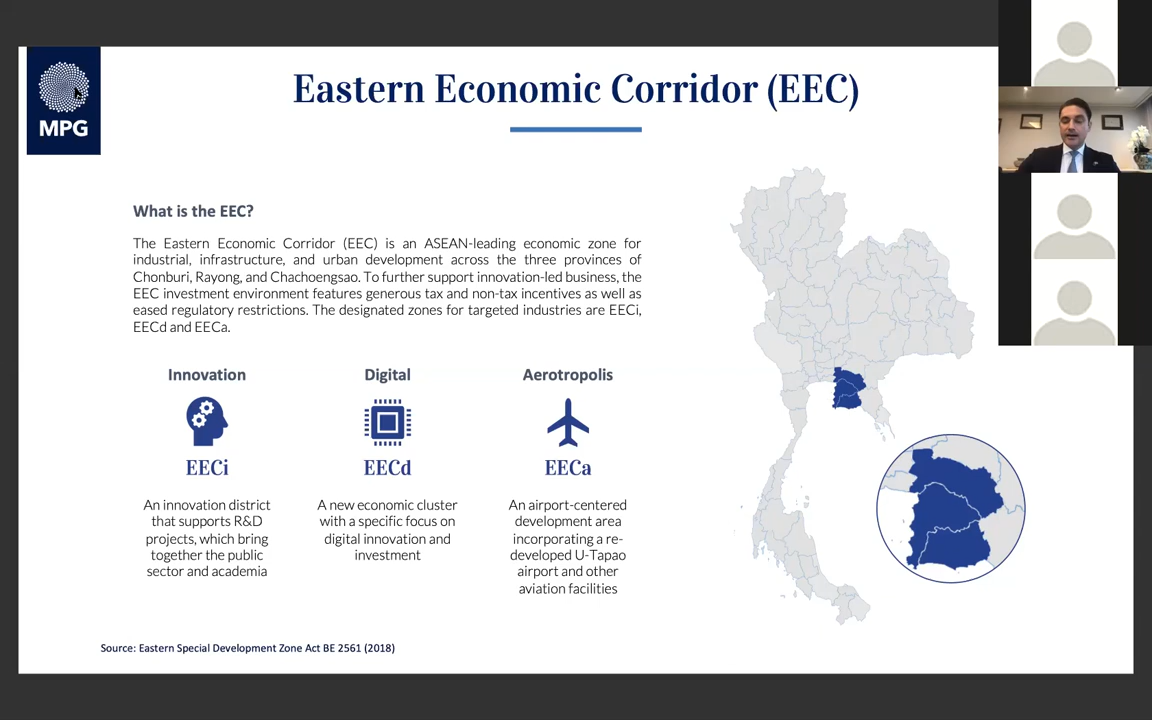 MPG
Eastern Economic Corridor (EEC)
What is the EEC?
The Eastern Economic Corridor (EEC) is an ASEAN-leading economic zone for
industrial, infrastructure, and urban development across the three provinces of
Chonburi, Rayong, and Chachoengsao. To further support innovation-led business, the
EEC investment environment features generous tax and non-tax incentives as well as
eased regulatory restrictions. The designated zones for targeted industries are EECi,
EECd and EECa.
Innovation
EECi
An innovation district
that supports R&D
projects, which bring
together the public
sector and academia
Digital
EECd
A new economic cluster
with a specific focus on
digital innovation and
investment
Aerotropolis
EECa
An airport-centered
development area
incorporating a re-
developed U-Tapao
airport and other
aviation facilities
Source: Eastern Special Development Zone Act BE 2561 (2018)